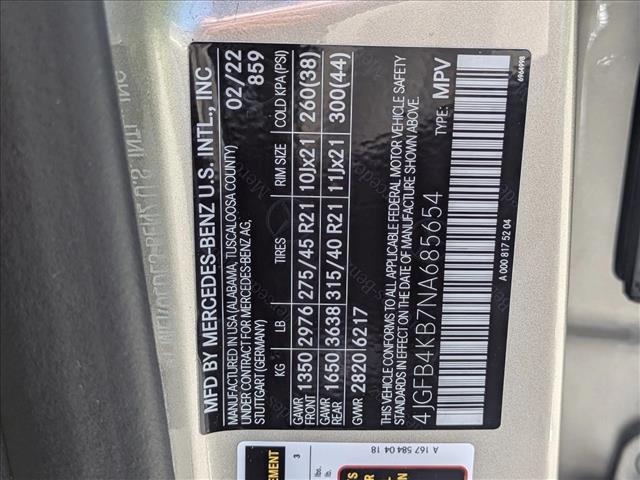 MFD BY MERCEDES-BENZ U.S. INTL., INC
MANUFACTURED IN USA (ALABAMA, TUSCALOOSA COUNTY)
UNDER CONTRACT FOR MERCEDES-BENZ AG,
STUTTGART (GERMANY)
02/22
859
KG LB TIRES RIM SIZE COLD KPA (PSI)
GAWR FRONT 1350 2976 275/45 R21 10Jx21 260(38)
GAWR REAR 1650 3638 315/40 R21 11Jx21 300(44)
GVWR 2820 6217
THIS VEHICLE CONFORMS TO ALL APPLICABLE FEDERAL MOTOR VEHICLE SAFETY
STANDARDS IN EFFECT ON THE DATE OF MANUFACTURE SHOWN ABOVE.
4JGFB4KB7NA685654 TYPE: MPV
A 000 817 52 04
6964998
A 167 584 04 18
3